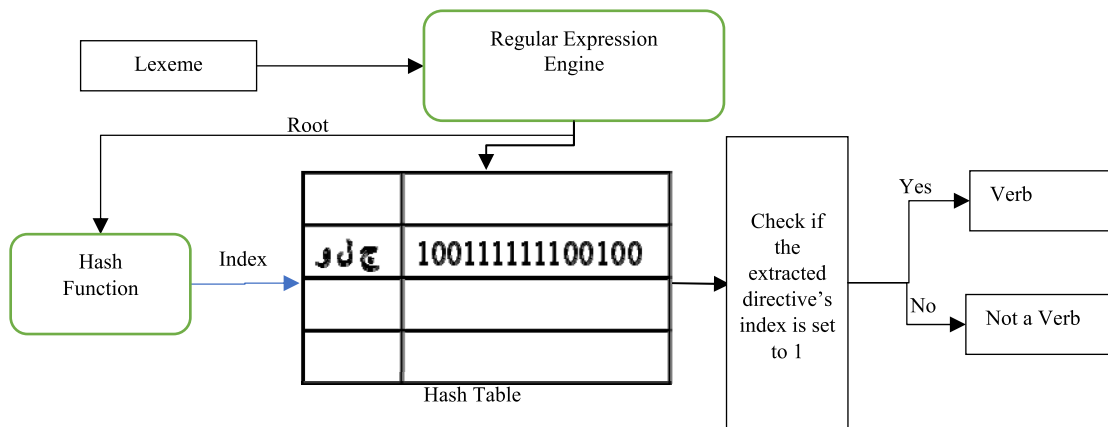 Regular Expression
Engine
Lexeme
Root
Hash
Function
Index
ج ل و 100111111100100
Hash Table
Check if
the
extracted
directive's
index is set
to 1
Yes
Verb
No
Not a Verb